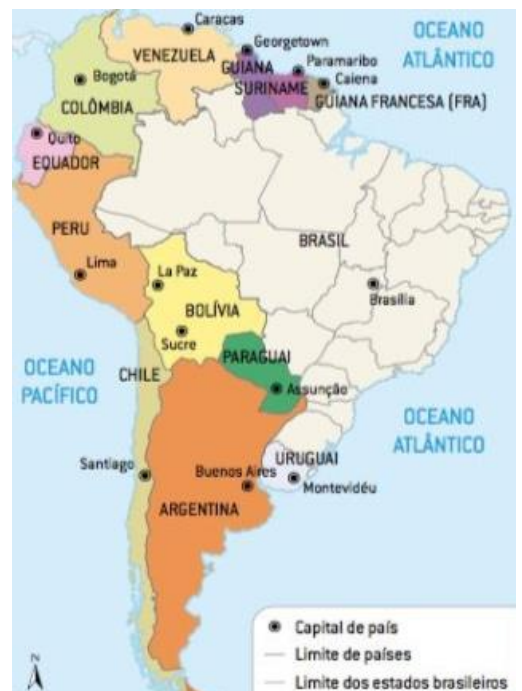 Caracas
OCEANO
ATLÂNTICO
VENEZUELA
Georgetown
GUIANA
Paramaribo
Bogotá
SURINAME
Caiena
COLÔMBIA
GUIANA FRANCESA (FRA)
Quito
EQUADOR
PERU
BRASIL
Lima
La Paz
Brasília
BOLÍVIA
Sucre
OCEANO
PACÍFICO
CHILE
PARAGUAI
Assunção
OCEANO
ATLÂNTICO
Santiago
URUGUAI
Buenos Aires
Montevidéu
ARGENTINA
N
Capital de país
Limite de países
Limite dos estados brasileiros